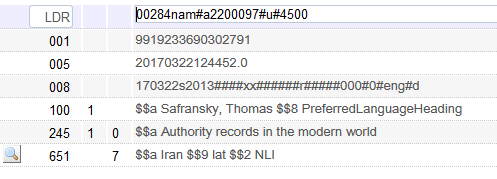 LDR 00284nam#a2200097#u#4500
001 9919233690302791
005 20170322124452.0
008 170322s2013####xx######r#####000#0#eng#d
100 1 $$a Safransky, Thomas $$8 PreferredLanguageHeading
245 1 0 $$a Authority records in the modern world
651 7 $$a Iran $$9 lat $$2 NLI